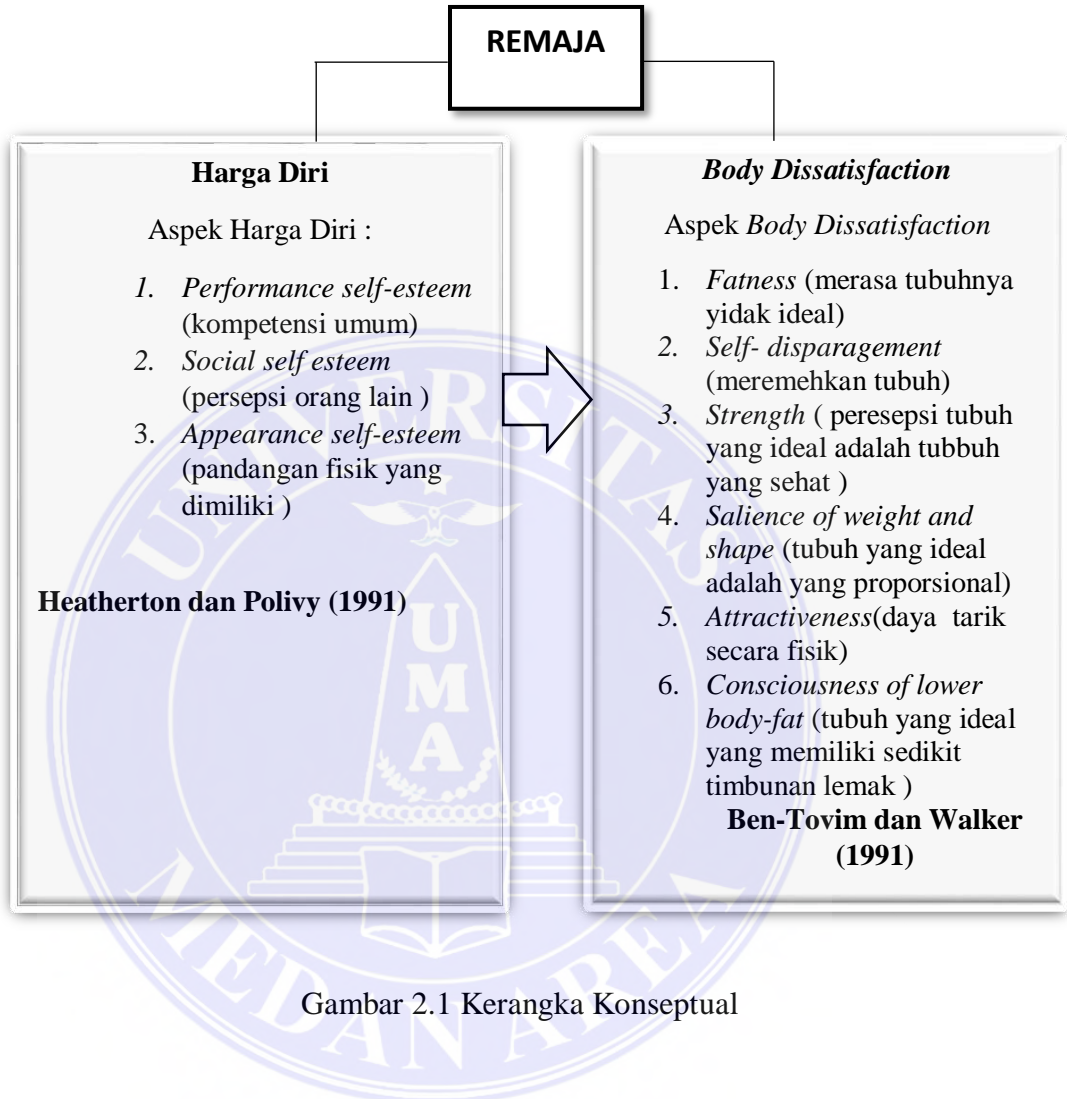 REMAJA
Harga Diri
Aspek Harga Diri :
1. Performance self-esteem
(kompetensi umum)
2. Social self esteem
(persepsi orang lain )
3. Appearance self-esteem
(pandangan fisik yang
dimiliki )
Heatherton dan Polivy (1991)
Body Dissatisfaction
Aspek Body Dissatisfaction
1. Fatness (merasa tubuhnya
yidak ideal)
2. Self- disparagement
(meremehkan tubuh)
3. Strength ( peresepsi tubuh
yang ideal adalah tubbuh
yang sehat )
4. Salience of weight and
shape (tubuh yang ideal
adalah yang proporsional)
5. Attractiveness(daya tarik
secara fisik)
6. Consciousness of lower
body-fat (tubuh yang ideal
yang memiliki sedikit
timbunan lemak )
Ben-Tovim dan Walker
(1991)
Gambar 2.1 Kerangka Konseptual
UNIVERSITAS
UMA
MEDAN AREA